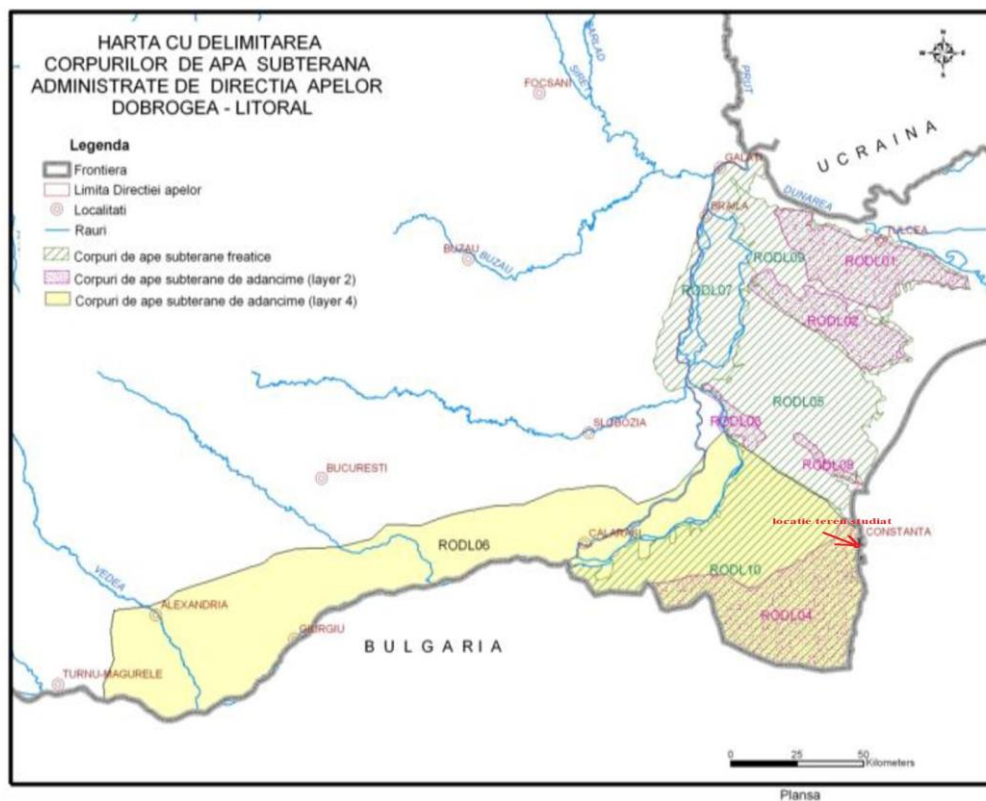 HARTA CU DELIMITAREA
CORPURILOR DE APA SUBTERANA
ADMINISTRATE DE DIRECTIA APELOR
DOBROGEA - LITORAL
Legenda
Frontiera
Limita Directiei apelor
Localitati
Rauri
Corpuri de ape subterane freatice
Corpuri de ape subterane de adancime (layer 2)
Corpuri de ape subterane de adancime (layer 4)
SIRET
BARLAD
PRUT
FOCSANI
UCRAINA
GALATI
DUNAREA
BRAILA
TULCEA
BUZAU
BUZAU
RODL09
RODL01
RODL07
RODL02
RODL05
SLOBOZIA
RODL03
RODL08
BUCURESTI
locatie teren studiat
CONSTANTA
CALARASI
RODL06
RODL10
VEDEA
ALEXANDRIA
RODL04
GIURGIU
BULGARIA
TURNU-MAGURELE
0 25 50
Kilometers
Plansa